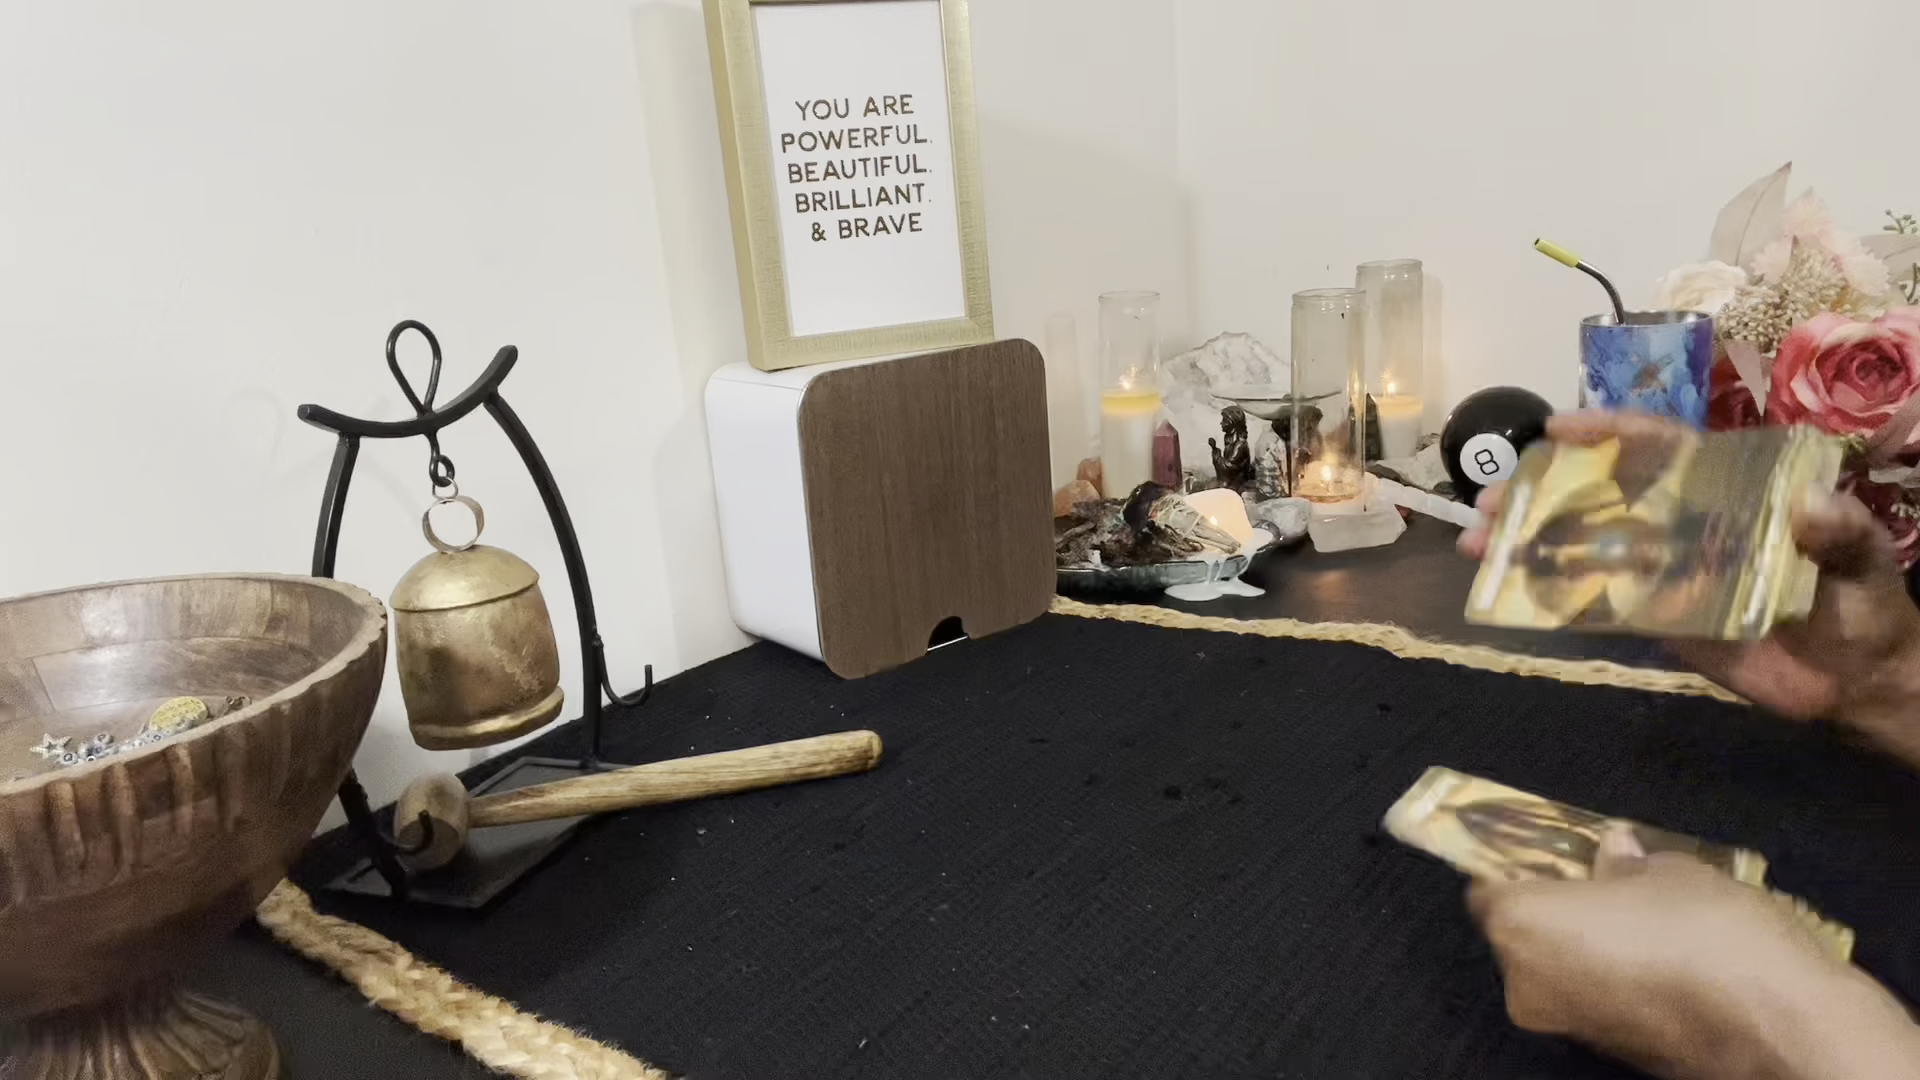 YOU ARE
POWERFUL.
BEAUTIFUL.
BRILLIANT.
& BRAVE
8